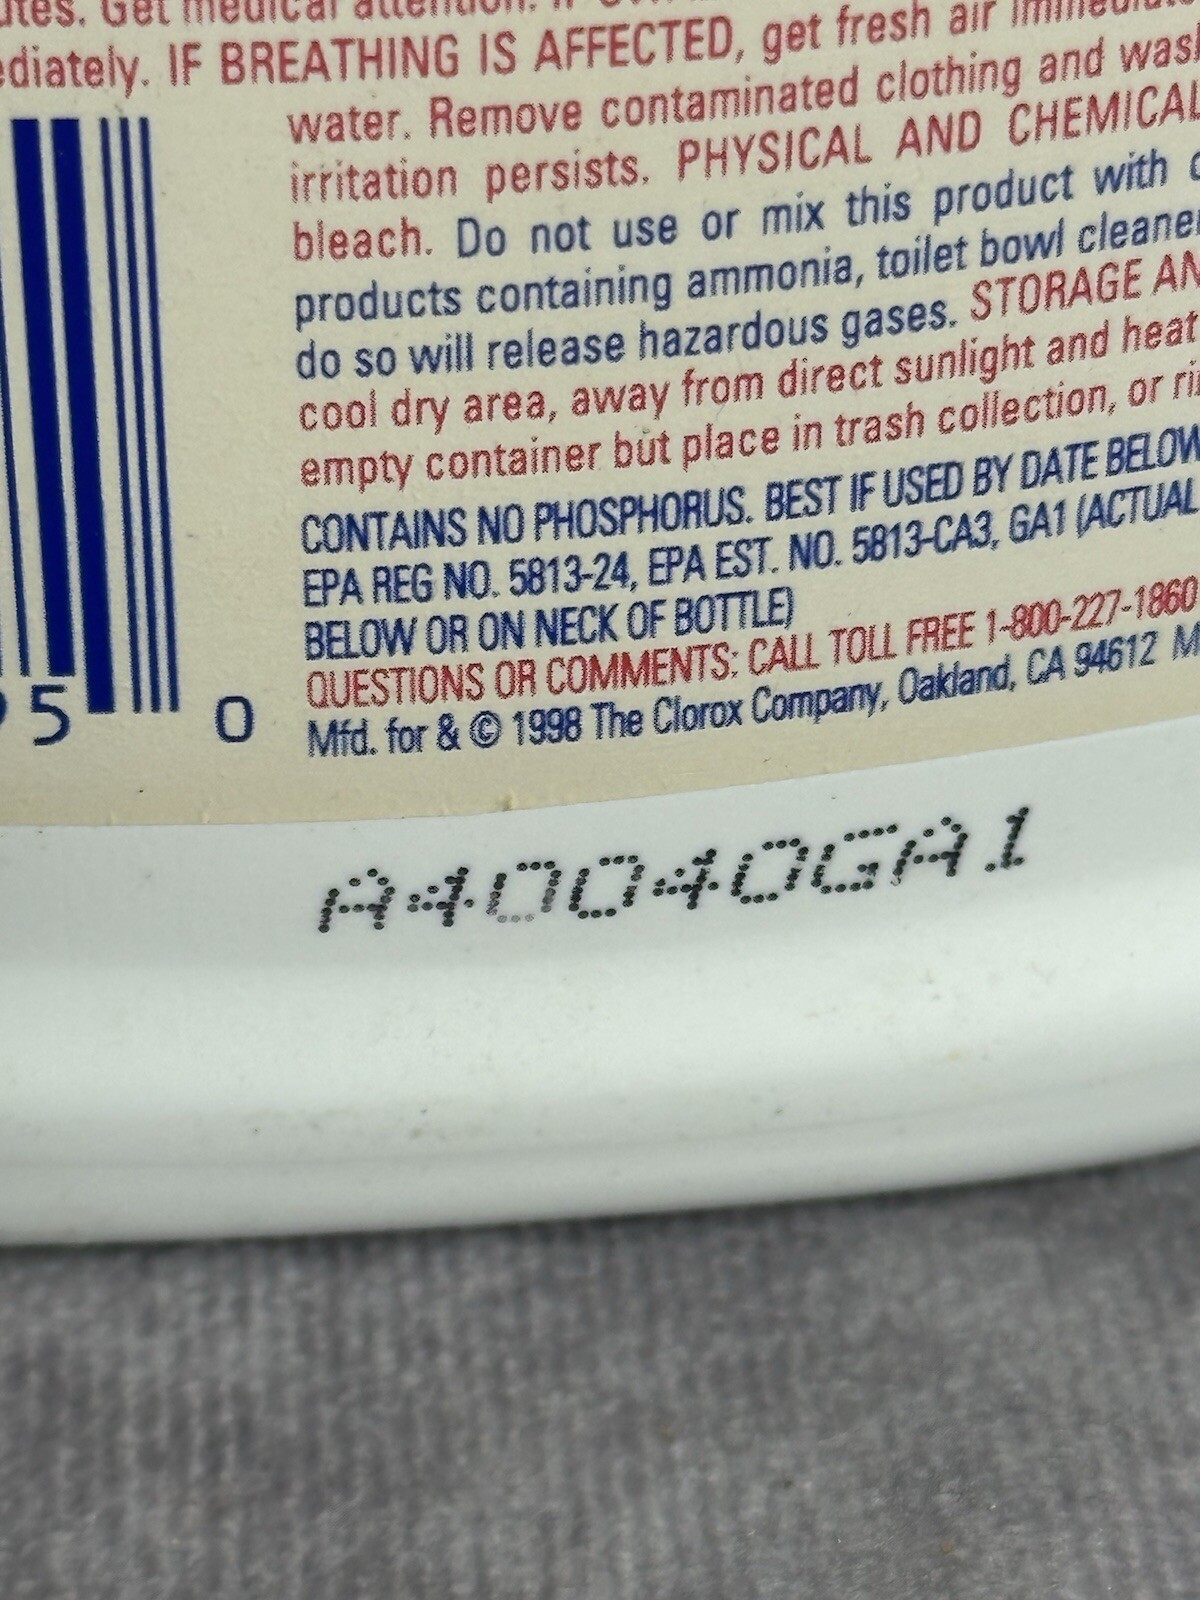 Get medical attention.
IF BREATHING IS AFFECTED, get fresh air
water. Remove contaminated clothing and
irritation persists. PHYSICAL AND CHEMICAL
bleach. Do not use or mix this product with
products containing ammonia, toilet bowl
do so will release hazardous gases. STORAGE
cool dry area, away from direct sunlight and heat
empty container but place in trash collection, or
CONTAINS NO PHOSPHORUS. BEST IF USED BY DATE BELOW
EPA REG NO. 5813-24, EPA EST. NO. 5813-CA3, GA1 (ACTUAL
BELOW OR ON NECK OF BOTTLE)
QUESTIONS OR COMMENTS: CALL TOLL FREE 1-800-227-1860
Mfd. for & © 1998 The Clorox Company, Oakland, CA 94612
5 0
A40040GA1